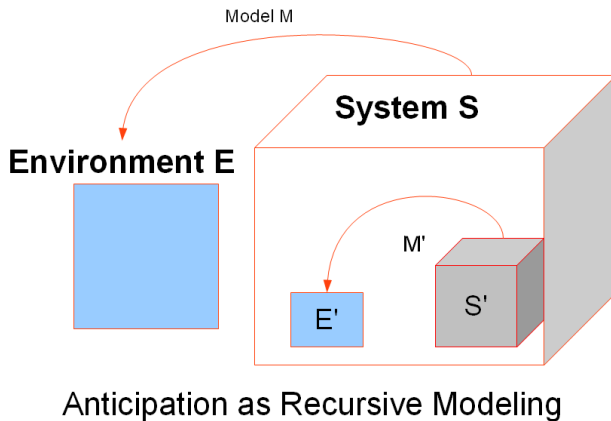 Model M
System S
Environment E
M'
E'
S'
Anticipation as Recursive Modeling